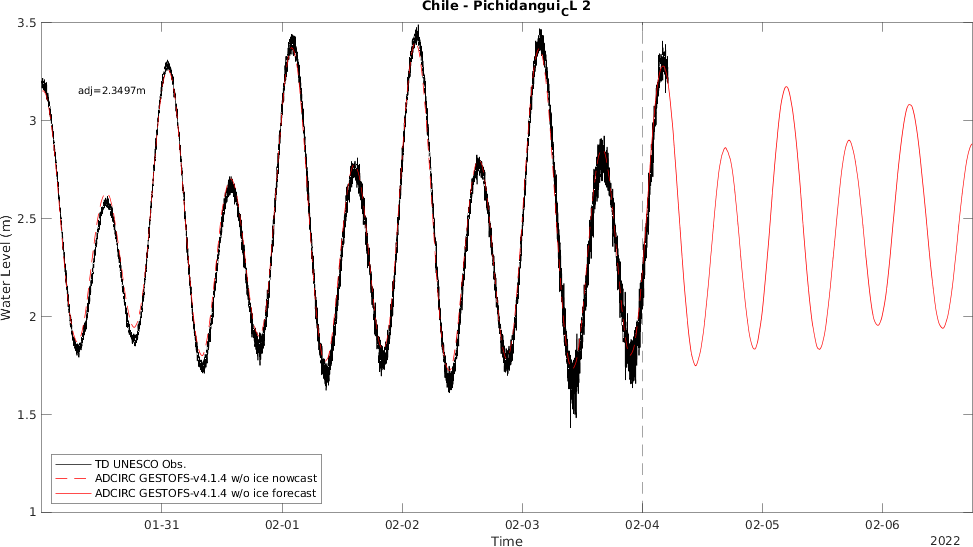 Chile - PichidanguiCL 2
3.5
adj=2.3497m
3
2.5
Water Level (m)
2
1.5
TD UNESCO Obs.
ADCIRC GESTOFS-v4.1.4 w/o ice nowcast
ADCIRC GESTOFS-v4.1.4 w/o ice forecast
1
01-31 02-01 02-02 02-03 02-04 02-05 02-06
Time
2022